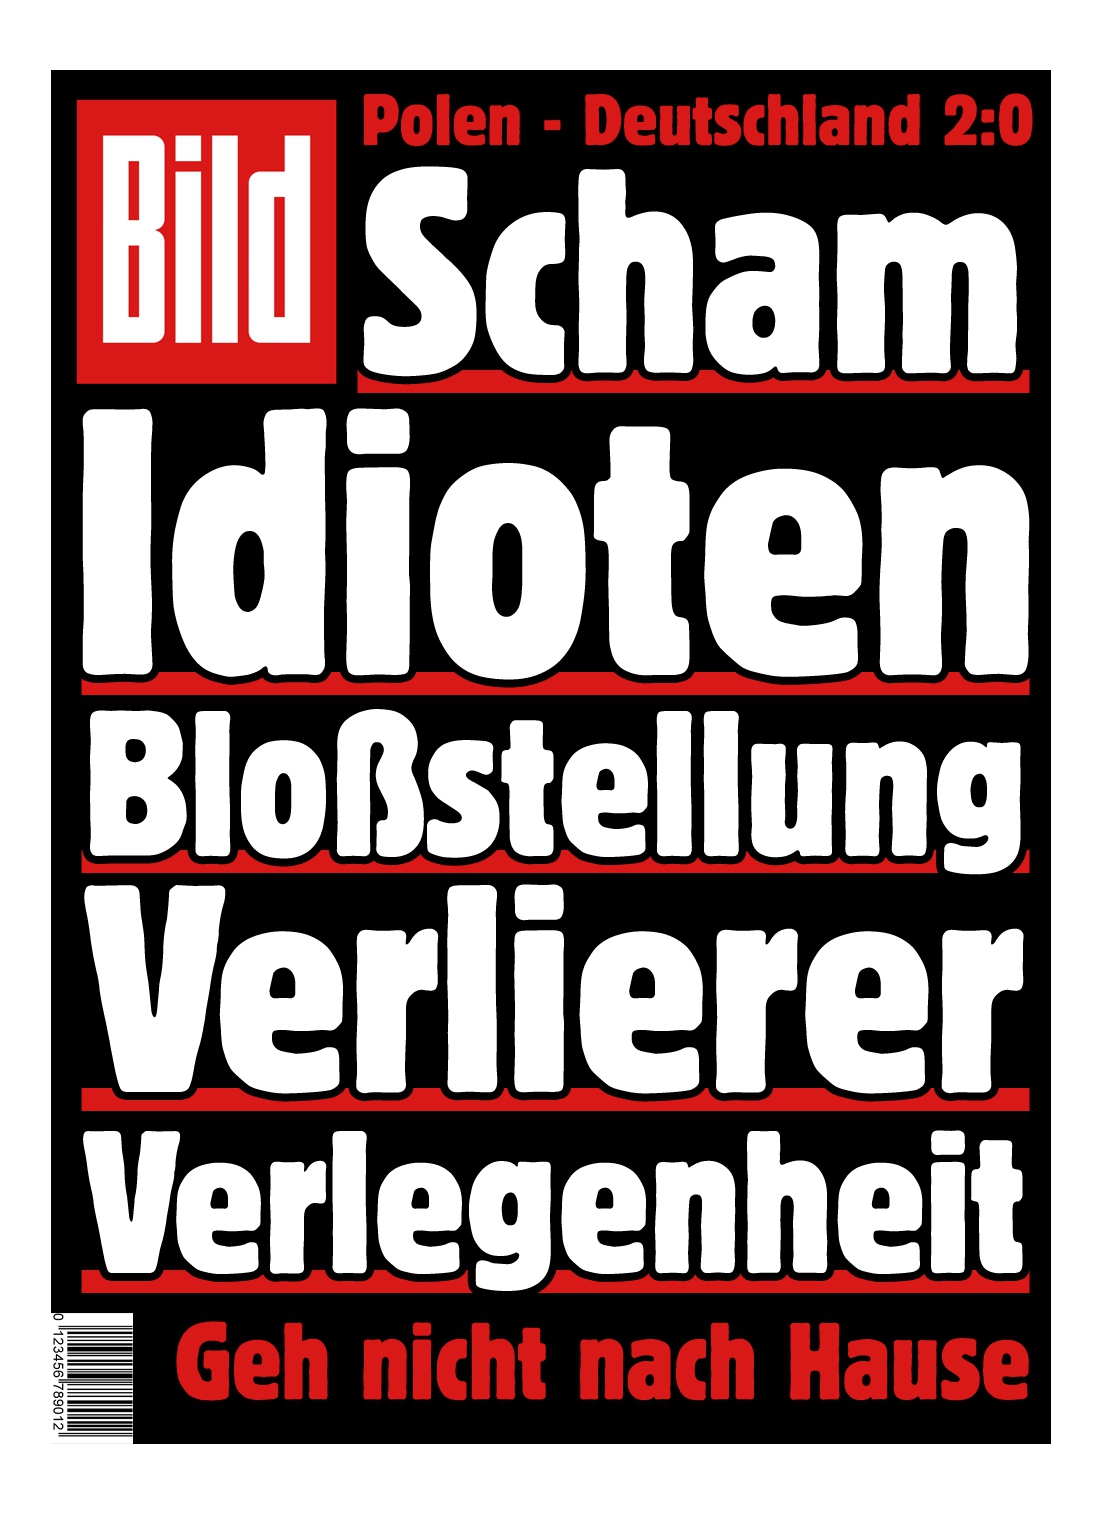 Polen - Deutschland 2:0
Bild
Scham
Idioten
Bloßstellung
Verlierer
Verlegenheit
Geh nicht nach Hause
0 123456 789012